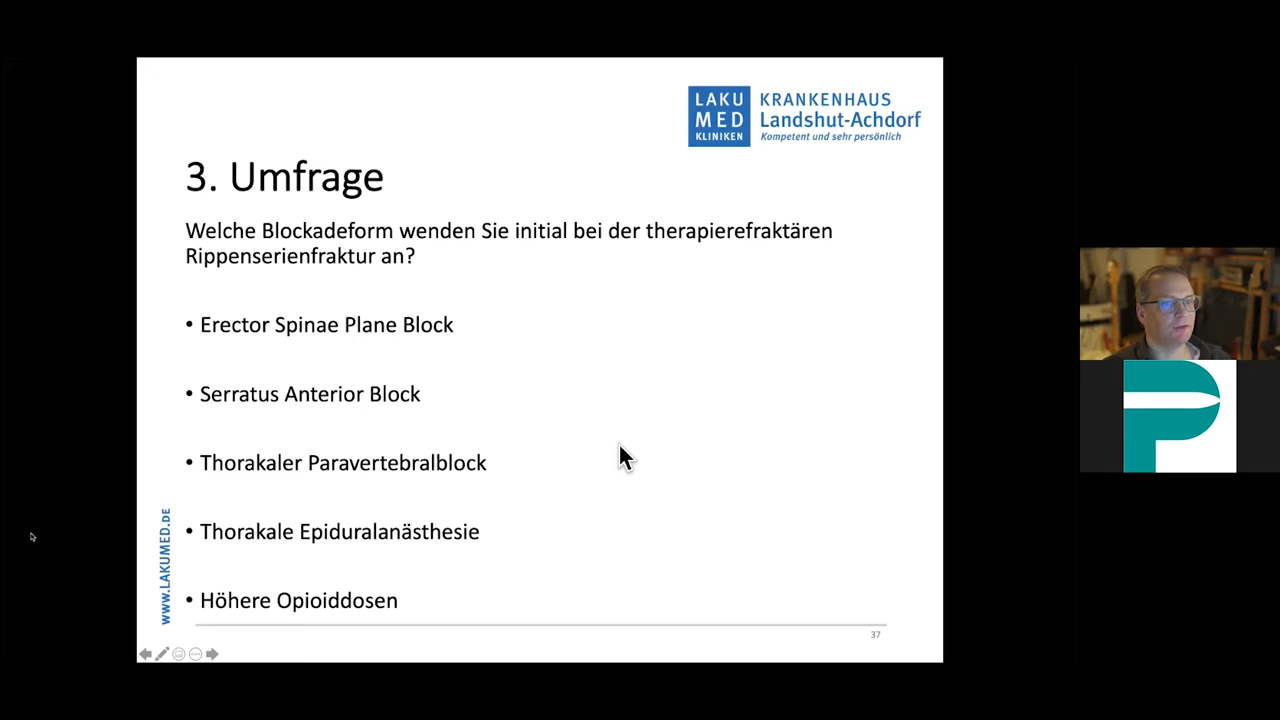 LAKU
MED
KLINIKEN
KRANKENHAUS
Landshut-Achdorf
Kompetent und sehr persönlich
3. Umfrage
Welche Blockadeform wenden Sie initial bei der therapierefraktären
Rippenserienfraktur an?
• Erector Spinae Plane Block
• Serratus Anterior Block
• Thorakaler Paravertebralblock
• Thorakale Epiduralanästhesie
• Höhere Opioiddosen
WWW.LAKUMED.DE
37
P